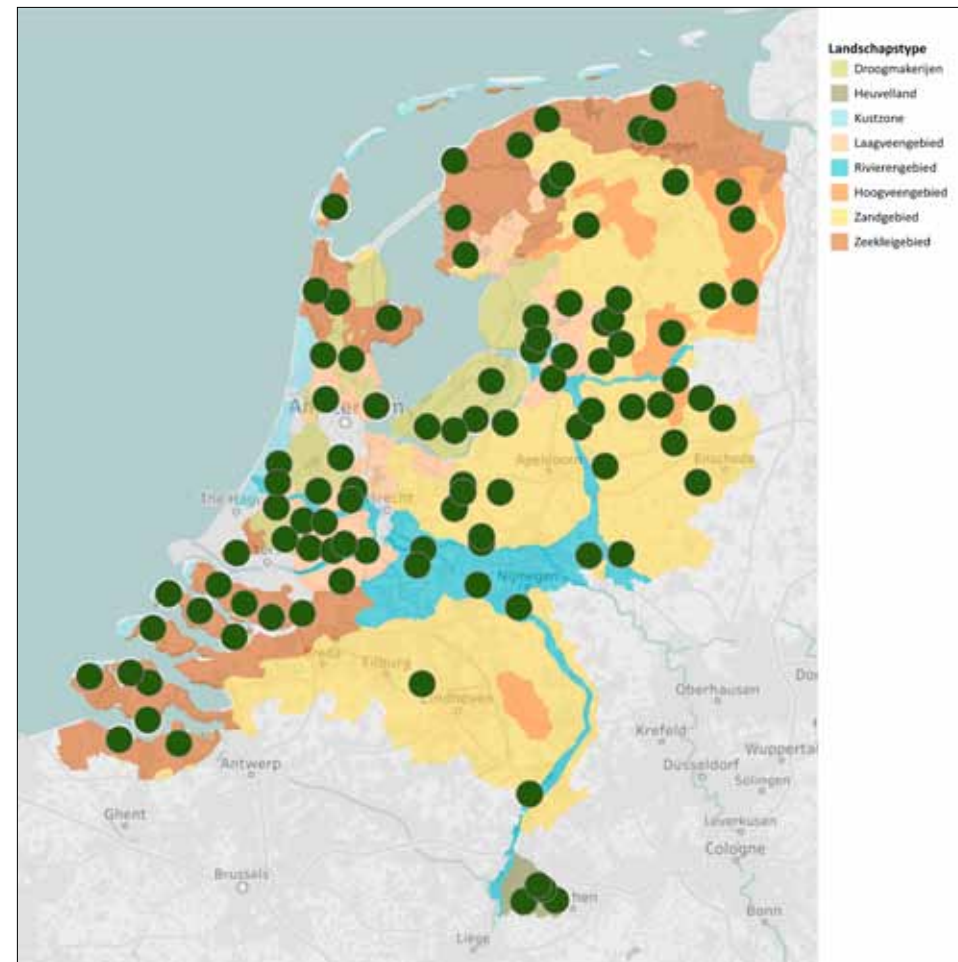 Landschapstype
Droogmakerijen
Heuvelland
Kustzone
Laagveengebied
Rivierengebied
Hoogveengebied
Zandgebied
Zeekleigebied
Apeldoorn
Enschede
Nijmegen
Tilburg
Eindhoven
Oberhausen
Krefeld
Düsseldorf
Wuppertal
Solingen
Leverkusen
Cologne
Bonn
Antwerp
Ghent
Brussels
Liège